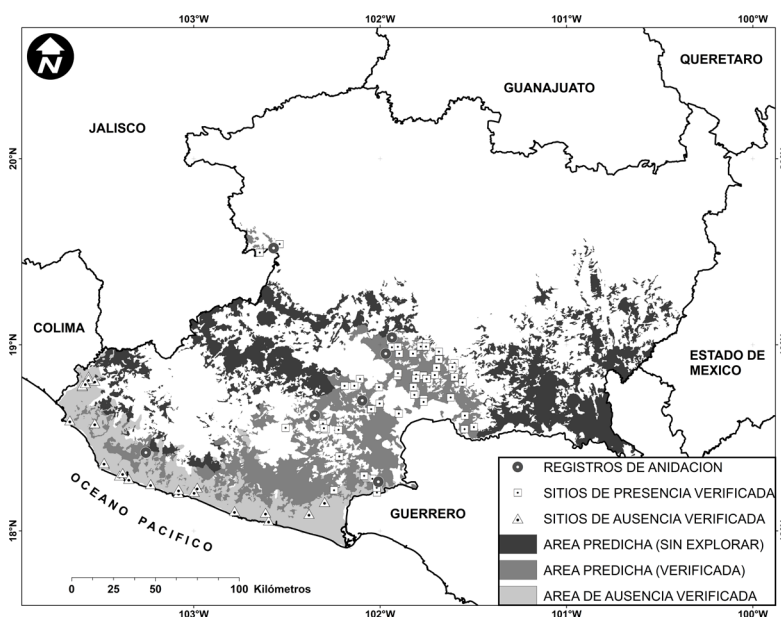 103°W 102°W 101°W 100°W
N
QUERETARO
GUANAJUATO
JALISCO
20°N
COLIMA
19°N
ESTADO DE
MEXICO
GUERRERO
OCEANO PACIFICO
18°N
REGISTROS DE ANIDACION
SITIOS DE PRESENCIA VERIFICADA
SITIOS DE AUSENCIA VERIFICADA
AREA PREDICHA (SIN EXPLORAR)
AREA PREDICHA (VERIFICADA)
AREA DE AUSENCIA VERIFICADA
0 25 50 100 Kilómetros
103°W 102°W 101°W 100°W